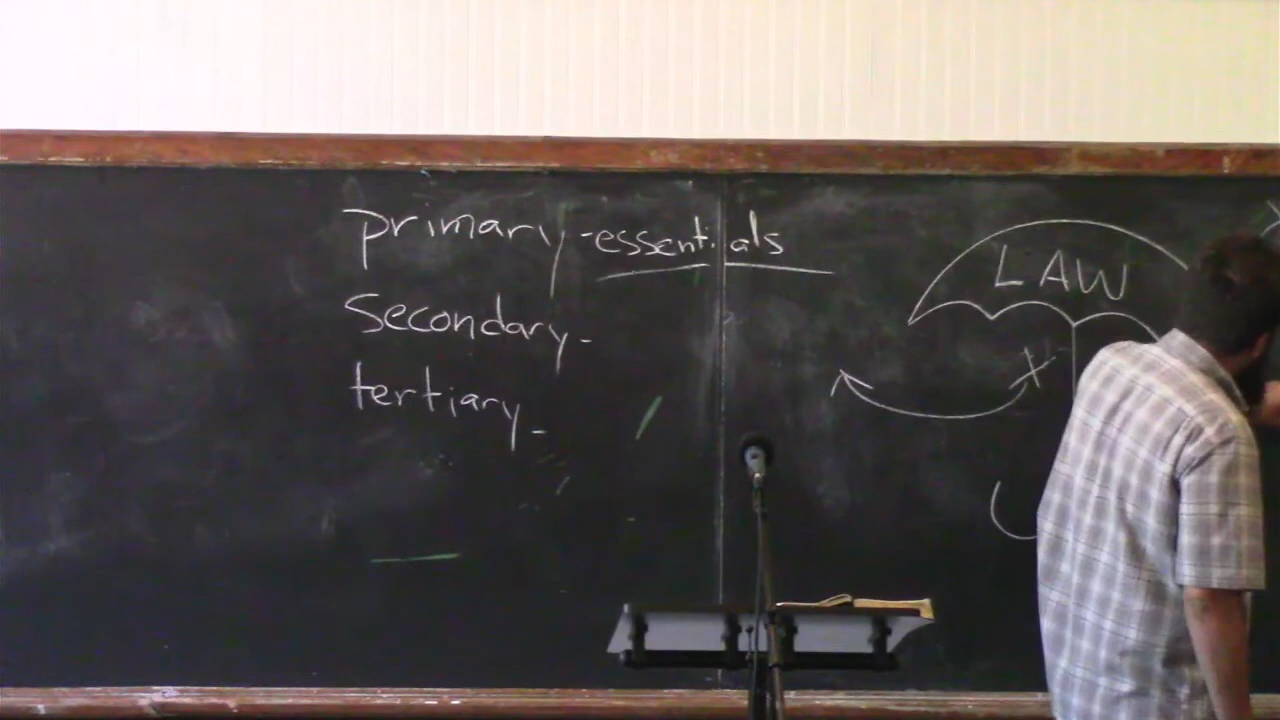 primary - essentials
secondary -
tertiary -
LAW